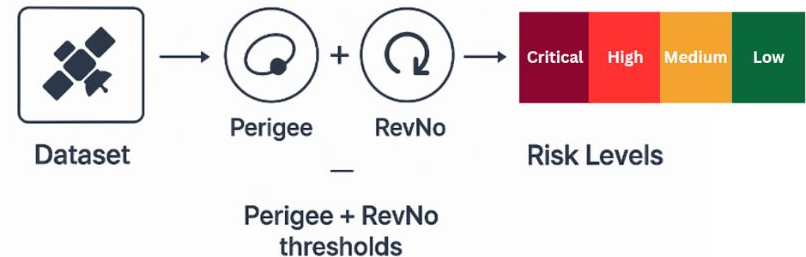 Critical High Medium Low
Perigee RevNo
Dataset
Risk Levels
Perigee + RevNo
thresholds